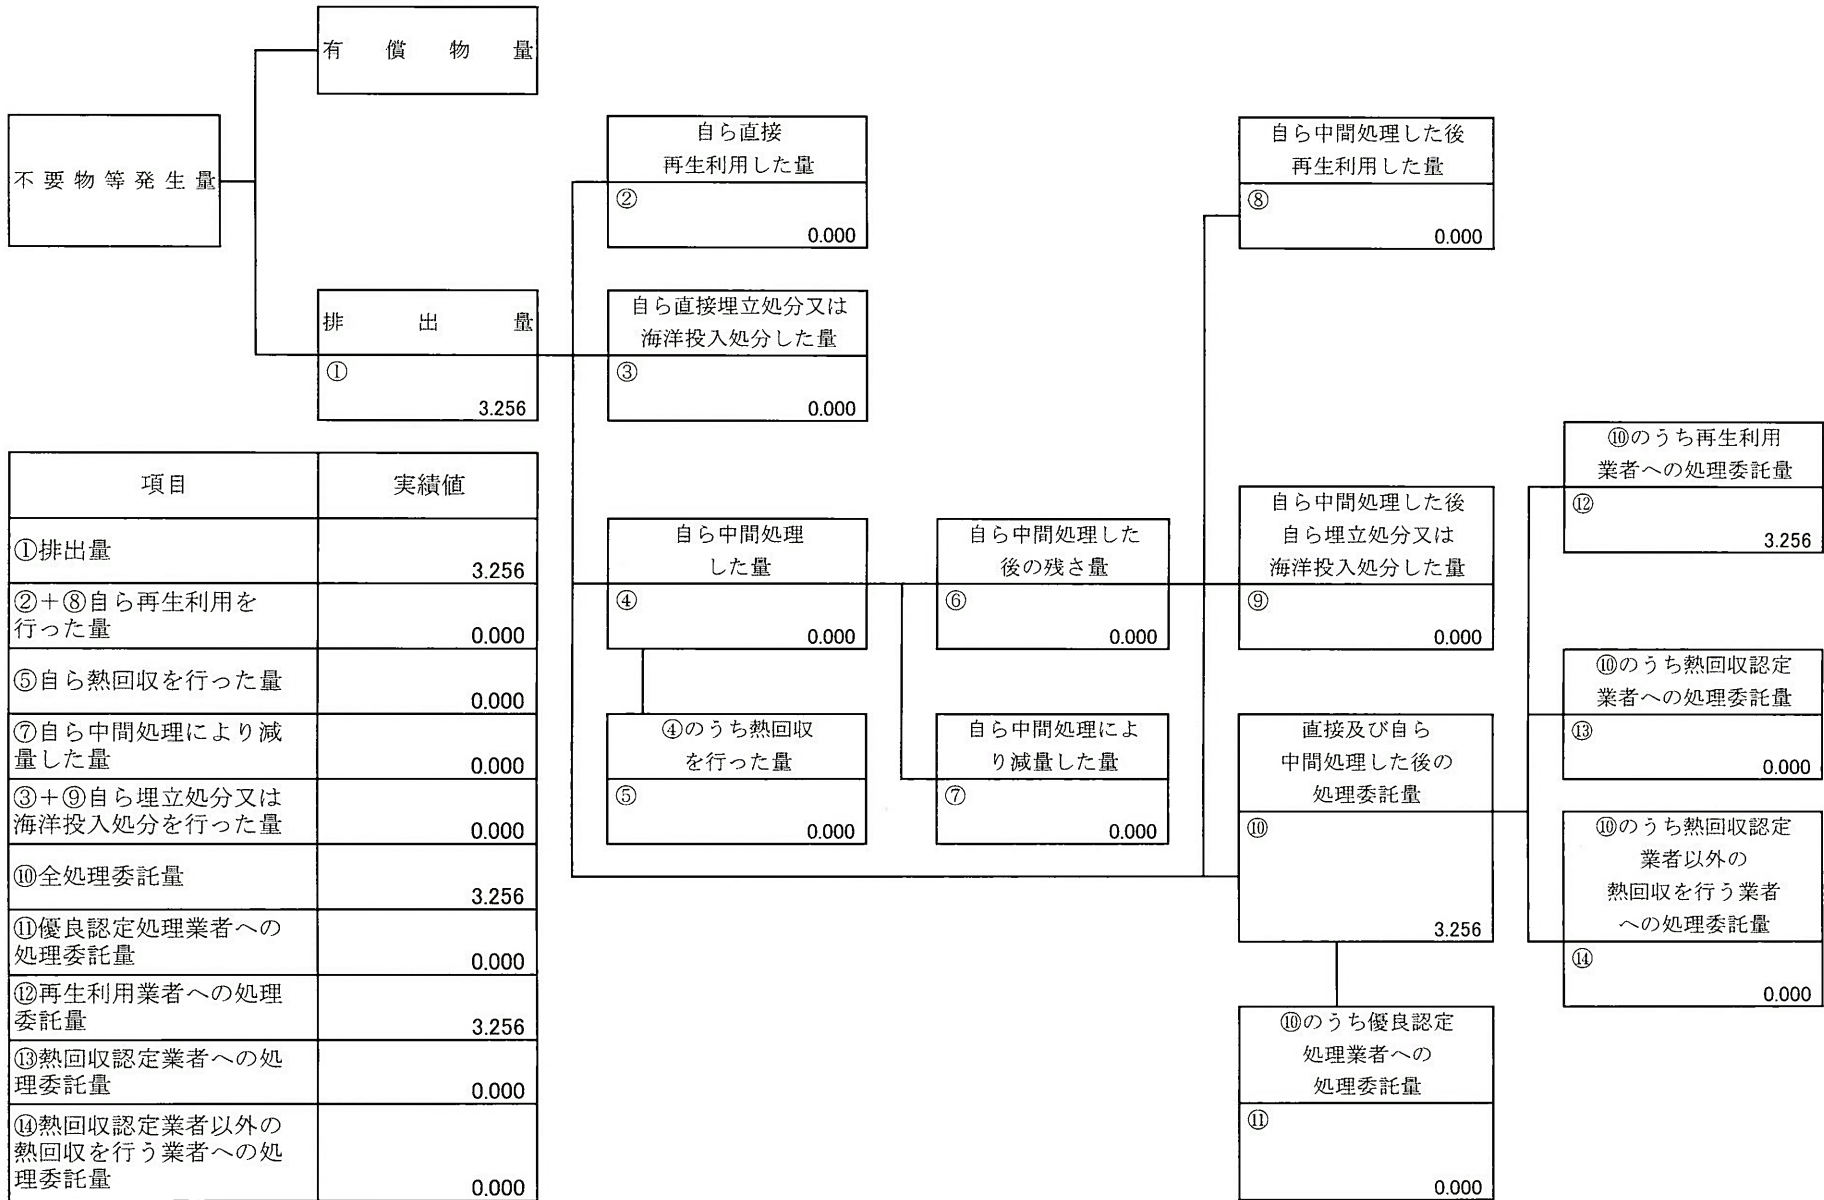 有償物量
不要物等発生量
自ら直接
再生利用した量
②
0.000
自ら中間処理した後
再生利用した量
⑧
0.000
排出量
①
3.256
自ら直接埋立処分又は
海洋投入処分した量
③
0.000
項目 実績値
①排出量
3.256
②＋⑧自ら再生利用を
行った量
0.000
⑤自ら熱回収を行った量
0.000
⑦自ら中間処理により減
量した量
0.000
③＋⑨自ら埋立処分又は
海洋投入処分を行った量
0.000
⑩全処理委託量
3.256
⑪優良認定処理業者への
処理委託量
0.000
⑫再生利用業者への処理
委託量
3.256
⑬熱回収認定業者への処
理委託量
0.000
⑭熱回収認定業者以外の
熱回収を行う業者への処
理委託量
0.000
自ら中間処理
した量
④
0.000
④のうち熱回収
を行った量
⑤
0.000
自ら中間処理した
後の残さ量
⑥
0.000
自ら中間処理によ
り減量した量
⑦
0.000
自ら中間処理した後
自ら埋立処分又は
海洋投入処分した量
⑨
0.000
直接及び自ら
中間処理した後の
処理委託量
⑩
3.256
⑩のうち優良認定
処理業者への
処理委託量
⑪
0.000
⑩のうち再生利用
業者への処理委託量
⑫
3.256
⑩のうち熱回収認定
業者への処理委託量
⑬
0.000
⑩のうち熱回収認定
業者以外の
熱回収を行う業者
への処理委託量
⑭
0.000